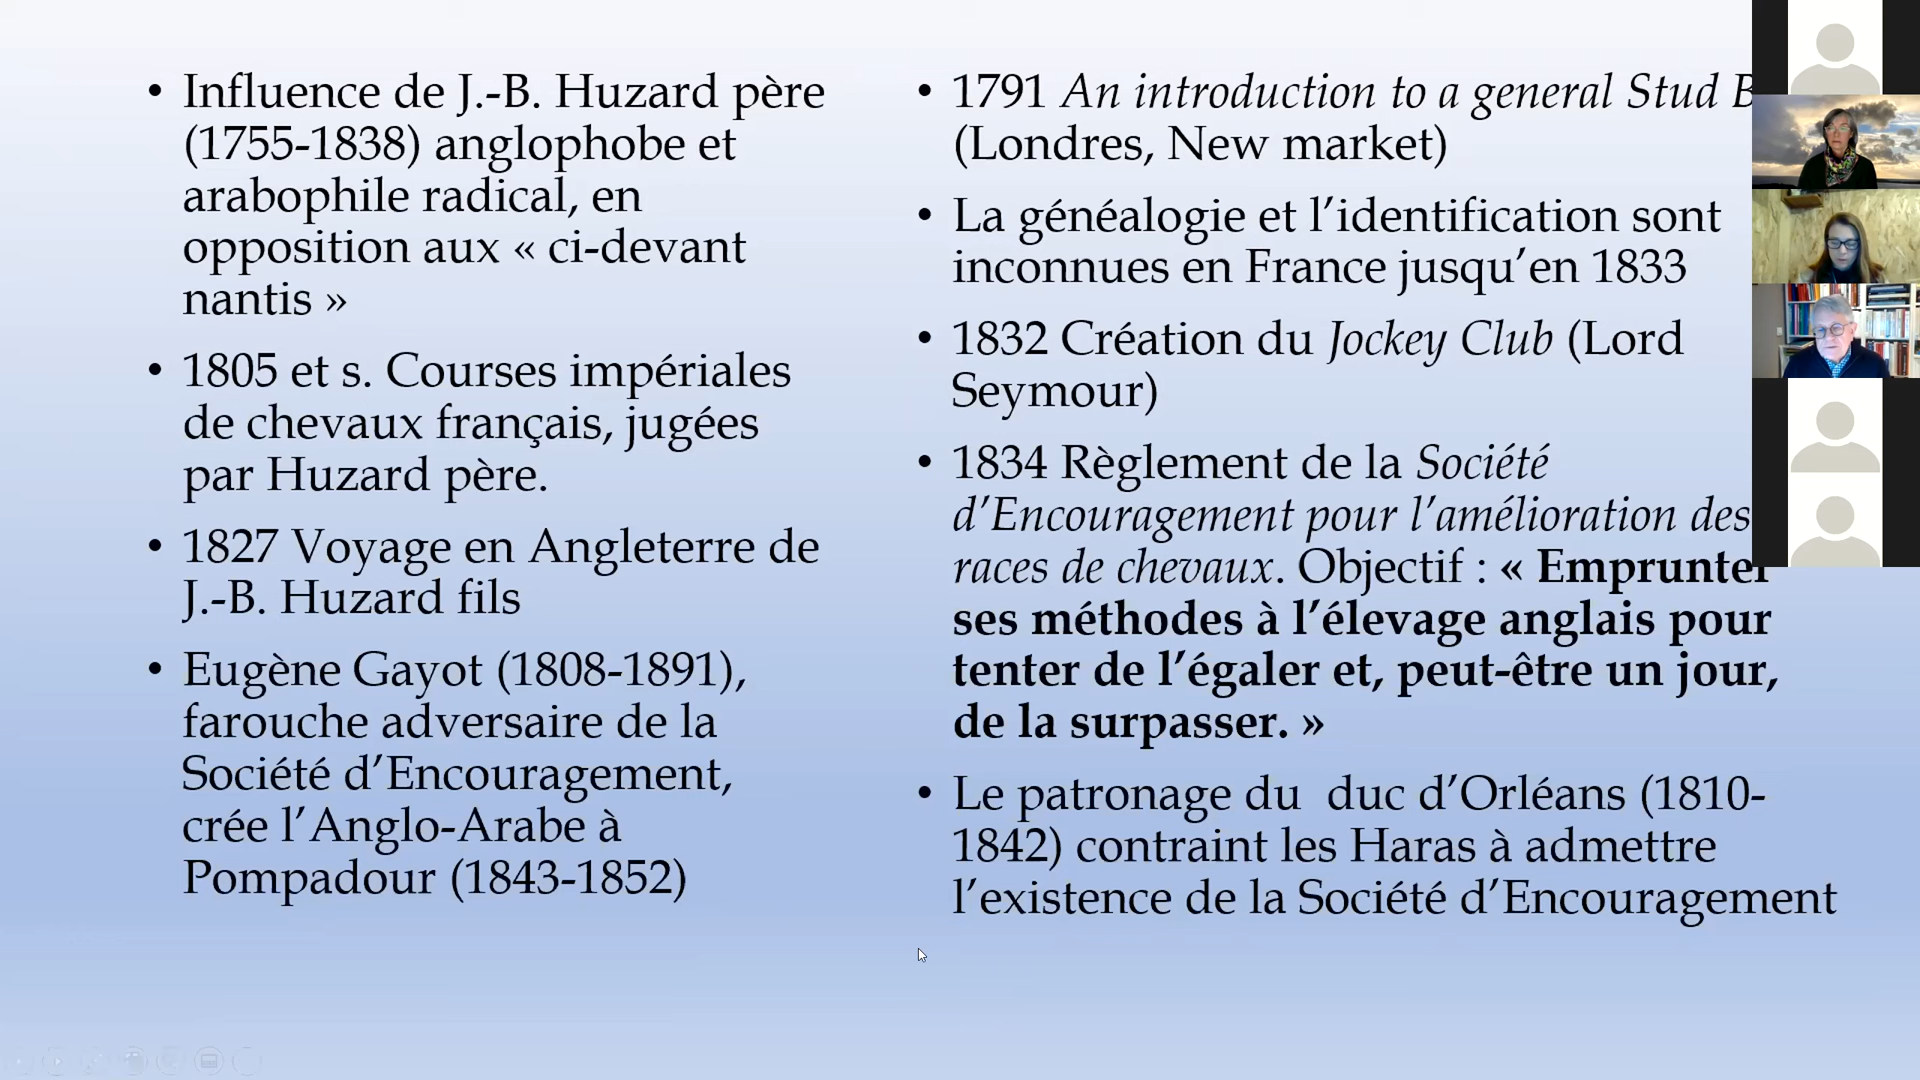 • Influence de J.-B. Huzard père
(1755-1838) anglophobe et
arabophile radical, en
opposition aux « ci-devant
nantis »
• 1805 et s. Courses impériales
de chevaux français, jugées
par Huzard père.
• 1827 Voyage en Angleterre de
J.-B. Huzard fils
• Eugène Gayot (1808-1891),
farouche adversaire de la
Société d’Encouragement,
crée l’Anglo-Arabe à
Pompadour (1843-1852)
• 1791 An introduction to a general Stud
(Londres, New market)
• La généalogie et l’identification sont
inconnues en France jusqu’en 1833
• 1832 Création du Jockey Club (Lord
Seymour)
• 1834 Règlement de la Société
d’Encouragement pour l’amélioration des
races de chevaux. Objectif : « Emprunter
ses méthodes à l’élevage anglais pour
tenter de l’égaler et, peut-être un jour,
de la surpasser. »
• Le patronage du  duc d’Orléans (1810-
1842) contraint les Haras à admettre
l’existence de la Société d’Encouragement